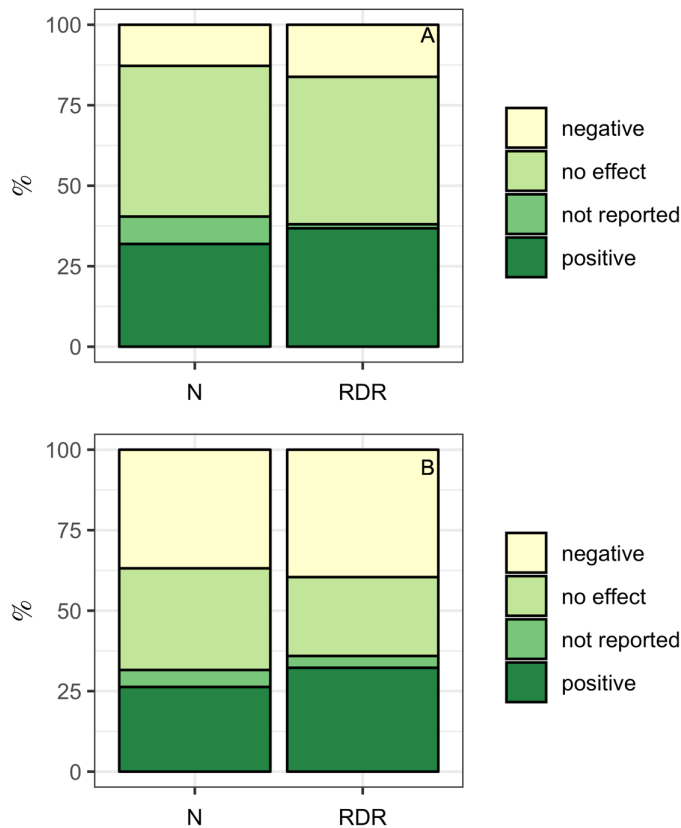 A
100
75
50
25
0
%
N RDR
negative
no effect
not reported
positive
B
100
75
50
25
0
%
N RDR
negative
no effect
not reported
positive